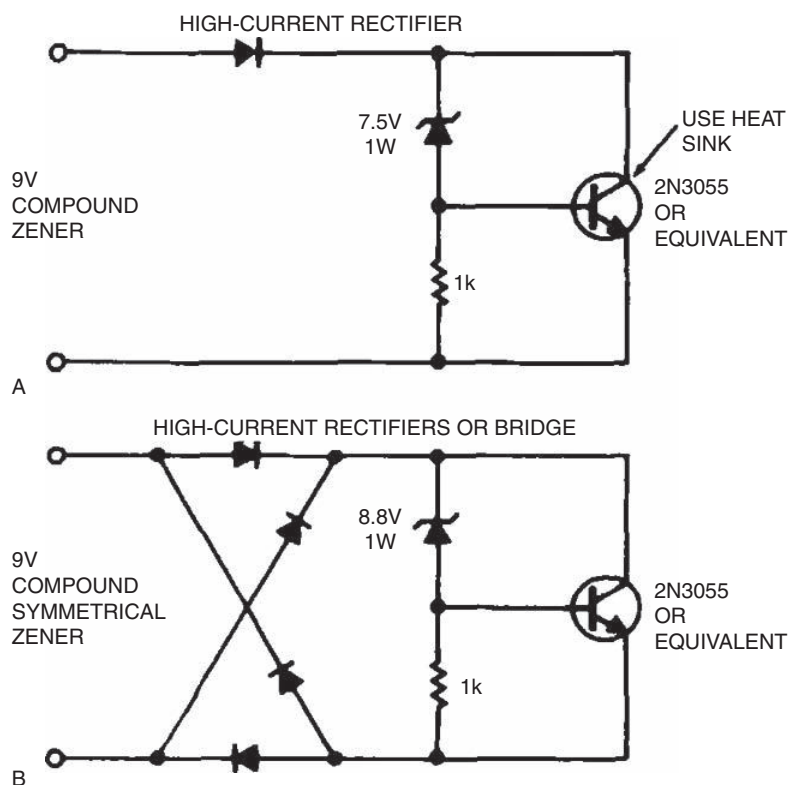 HIGH-CURRENT RECTIFIER
7.5V
1W
USE HEAT
SINK
9V
COMPOUND
ZENER
2N3055
OR
EQUIVALENT
1k
A
HIGH-CURRENT RECTIFIERS OR BRIDGE
8.8V
1W
9V
COMPOUND
SYMMETRICAL
ZENER
2N3055
OR
EQUIVALENT
1k
B